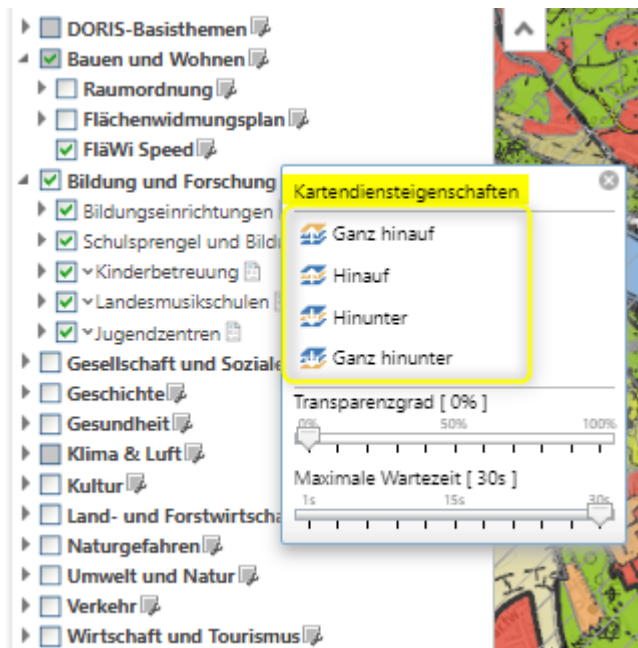 DORIS-Basisthemen
Bauen und Wohnen
Raumordnung
Flächenwidmungsplan
FläWi Speed
Bildung und Forschung
Bildungseinrichtungen
Schulsprengel und Bild
Kinderbetreuung
Landesmusikschulen
Jugendzentren
Gesellschaft und Soziale
Geschichte
Gesundheit
Klima & Luft
Kultur
Land- und Forstwirtscha
Naturgefahren
Umwelt und Natur
Verkehr
Wirtschaft und Tourismus
Kartendiensteigenschaften
Ganz hinauf
Hinauf
Hinunter
Ganz hinunter
Transparenzgrad [ 0% ]
0% 50% 100%
Maximale Wartezeit [ 30s ]
1s 15s 30s